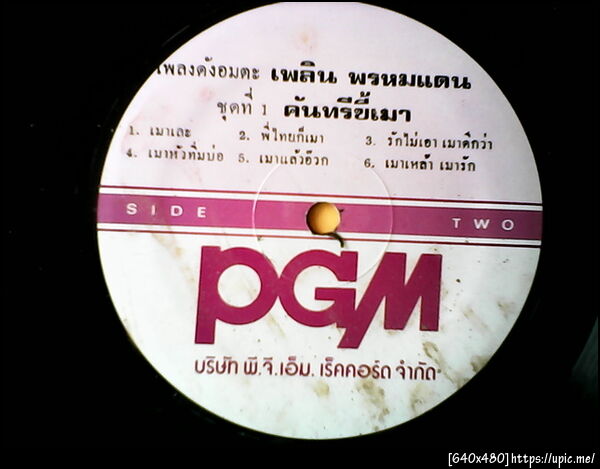 เพลงดังอมตะ เพลิน พรหมแดน
ชุดที่ 1 คันทรีขี้เมา
1. เมาเละ 2. พี่ไทยก็เมา 3. รักไม่เอา เมาดีกว่า
4. เมาหัวทิ่มบ่อ 5. เมาแล้วอ๊วก 6. เมาเหล้า เมารัก
SIDE TWO
PGM
บริษัท พี.จี.เอ็ม. เร็คคอร์ด จำกัด
[640x480]https://upic.me/